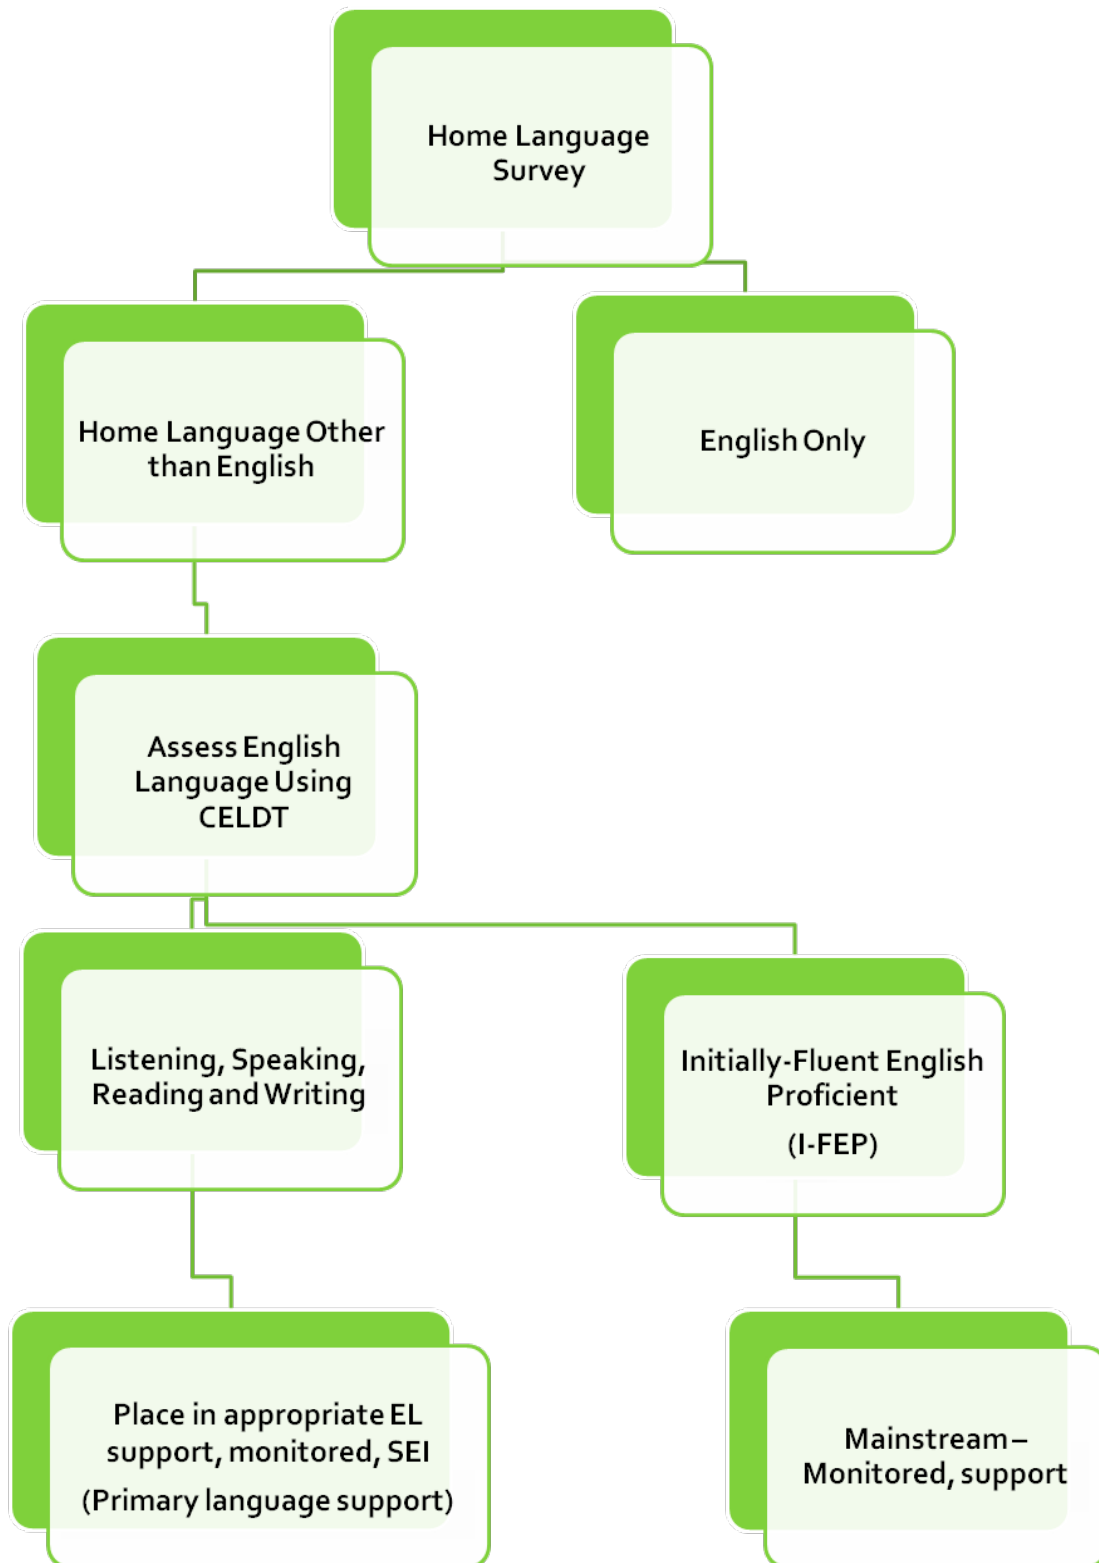 Home Language
Survey
Home Language Other
than English
English Only
Assess English
Language Using
CELDT
Listening, Speaking,
Reading and Writing
Initially-Fluent English
Proficient
(I-FEP)
Place in appropriate EL
support, monitored, SEI
(Primary language support)
Mainstream –
Monitored, support